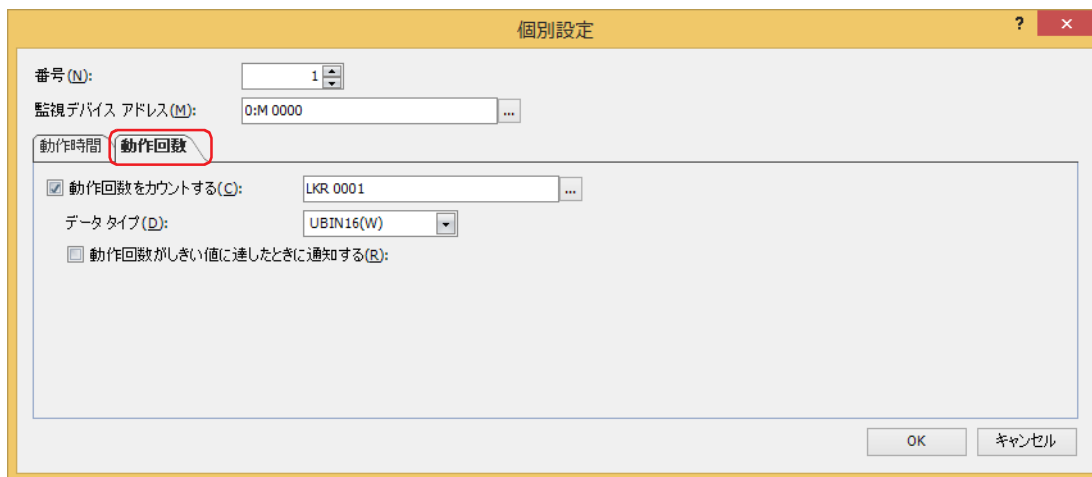 個別設定
?
×
番号(N): 1
監視デバイス アドレス(M): 0:M 0000 ...
動作時間 動作回数
動作回数をカウントする(C): LKR 0001 ...
データ タイプ(D): UBIN16(W)
動作回数がしきい値に達したときに通知する(R):
OK キャンセル